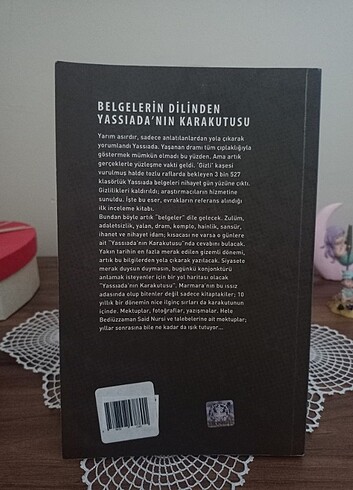 BELGELERİN DİLİNDEN
YASSIADA'NIN KARAKUTUSU
Yarım asırdır, sadece anlatılanlardan yola çıkarak
yorumlandı Yassıada. Yaşanan dramı tüm çıplaklığıyla
göstermek mümkün olmadı bu yüzden. Ama artık
gerçeklerle yüzleşme vakti geldi. 'Gizli' kaşesi
vurulmuş halde tozlu raflarda bekleyen 3 bin 527
klasörlük Yassıada belgeleri nihayet gün yüzüne çıktı.
Gizlilikleri kaldırıldı; araştırmacıların hizmetine
sunuldu. İşte bu eser, evrakların referans alındığı
ilk inceleme kitabı.
Bundan böyle artık "belgeler" dile gelecek. Zulüm,
adaletsizlik, yalan, dram, komplo, hainlik, sansür,
ihanet ve nihayet idam; kısacası ne varsa o günlere
ait "Yassıada'nın Karakutusu"nda cevabını bulacak.
Yakın tarihin en fazla merak edilen gizemli dönemi,
artık bu bilgilerden yola çıkarak yazılacak. Siyasete
merak duysun duymasın, bugünkü konjonktürü
anlamak isteyenler için bir yol haritası olacak
"Yassıada'nın Karakutusu". Marmara'nın bu ıssız
adasında olup bitenler değil sadece kitaptakiler; 10
yıllık bir dönemin nice ilginç sırları da karakutunun
içinde. Mektuplar, fotoğraflar, yazışmalar. Hele
Bediüzzaman Said Nursi ve talebelerine ait mektuplar;
yıllar sonrasına bile ne kadar da ışık tutuyor...